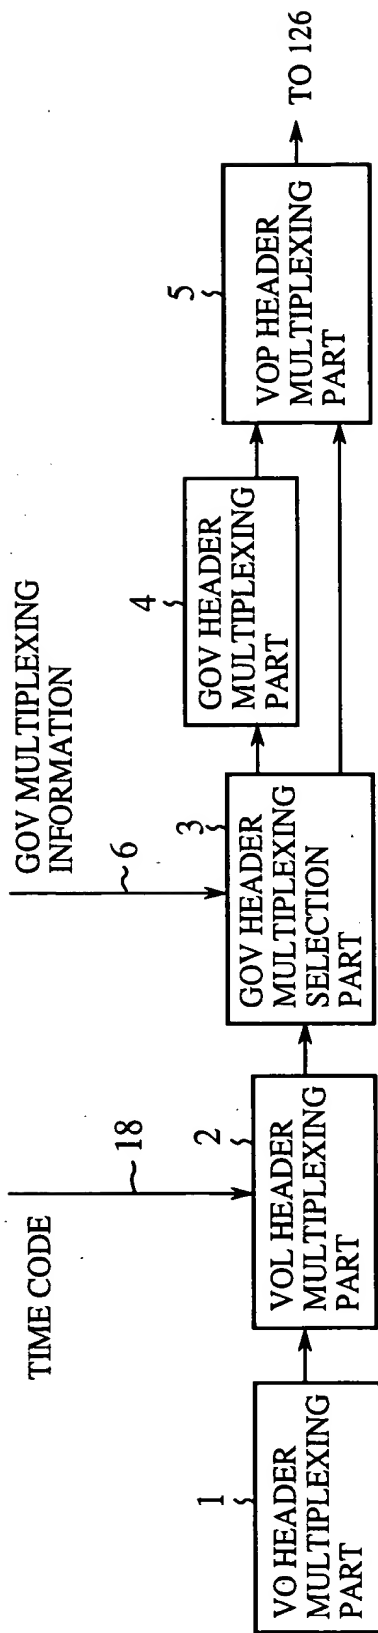 TIME CODE
18
GOV MULTIPLEXING
INFORMATION
6
1
VO HEADER
MULTIPLEXING
PART
2
VOL HEADER
MULTIPLEXING
PART
3
GOV HEADER
MULTIPLEXING
SELECTION
PART
4
GOV HEADER
MULTIPLEXING
PART
5
VOP HEADER
MULTIPLEXING
PART
TO 126